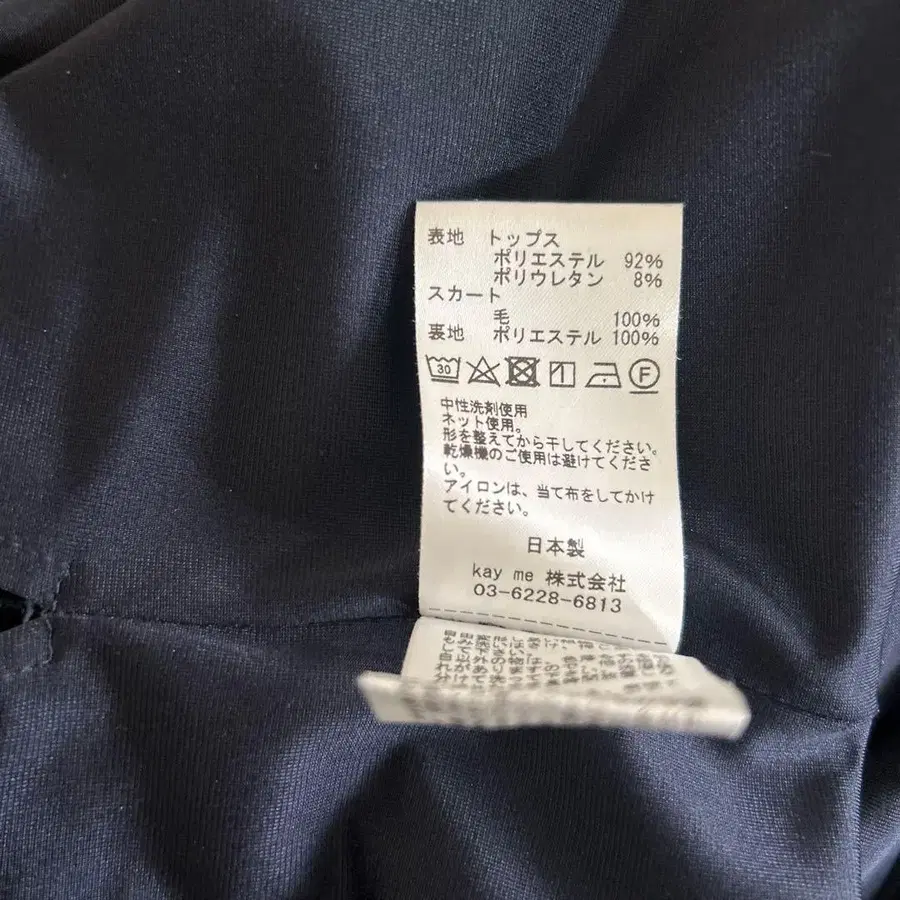 表地 トップス
ポリエステル 92%
ポリウレタン 8%
スカート
毛 100%
裏地 ポリエステル 100%
30 F
中性洗剤使用
ネット使用。
形を整えてから干してください。
乾燥機のご使用は避けてくださ
い。
アイロンは、当て布をしてかけ
てください。
日本製
kay me 株式会社
03-6228-6813